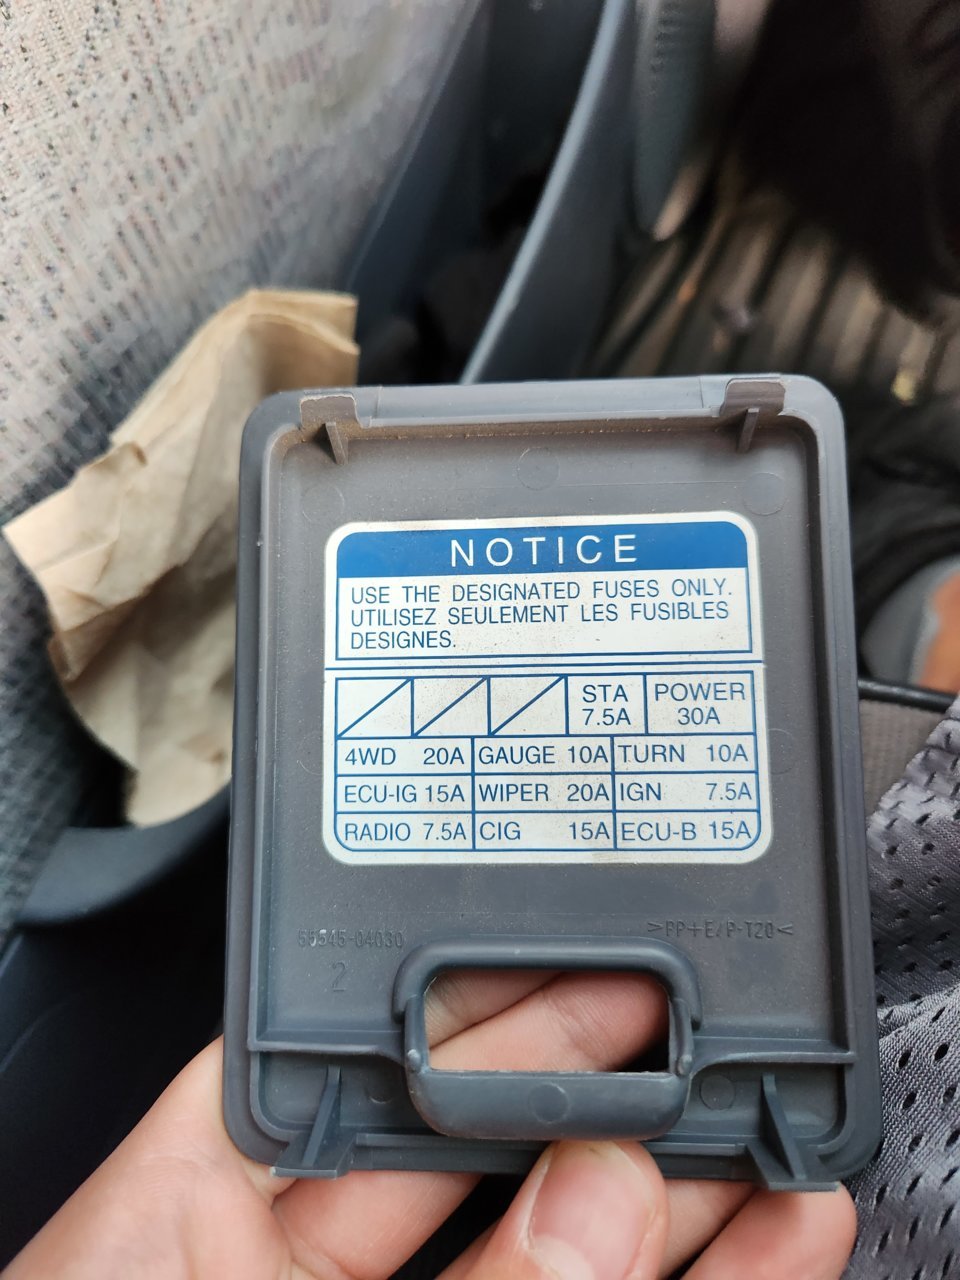 NOTICE
USE THE DESIGNATED FUSES ONLY.
UTILISEZ SEULEMENT LES FUSIBLES
DESIGNES.
STA POWER
7.5A 30A
4WD 20A GAUGE 10A TURN 10A
ECU-IG 15A WIPER 20A IGN 7.5A
RADIO 7.5A CIG 15A ECU-B 15A
55545-04030 >PP+E/P-T20<
2